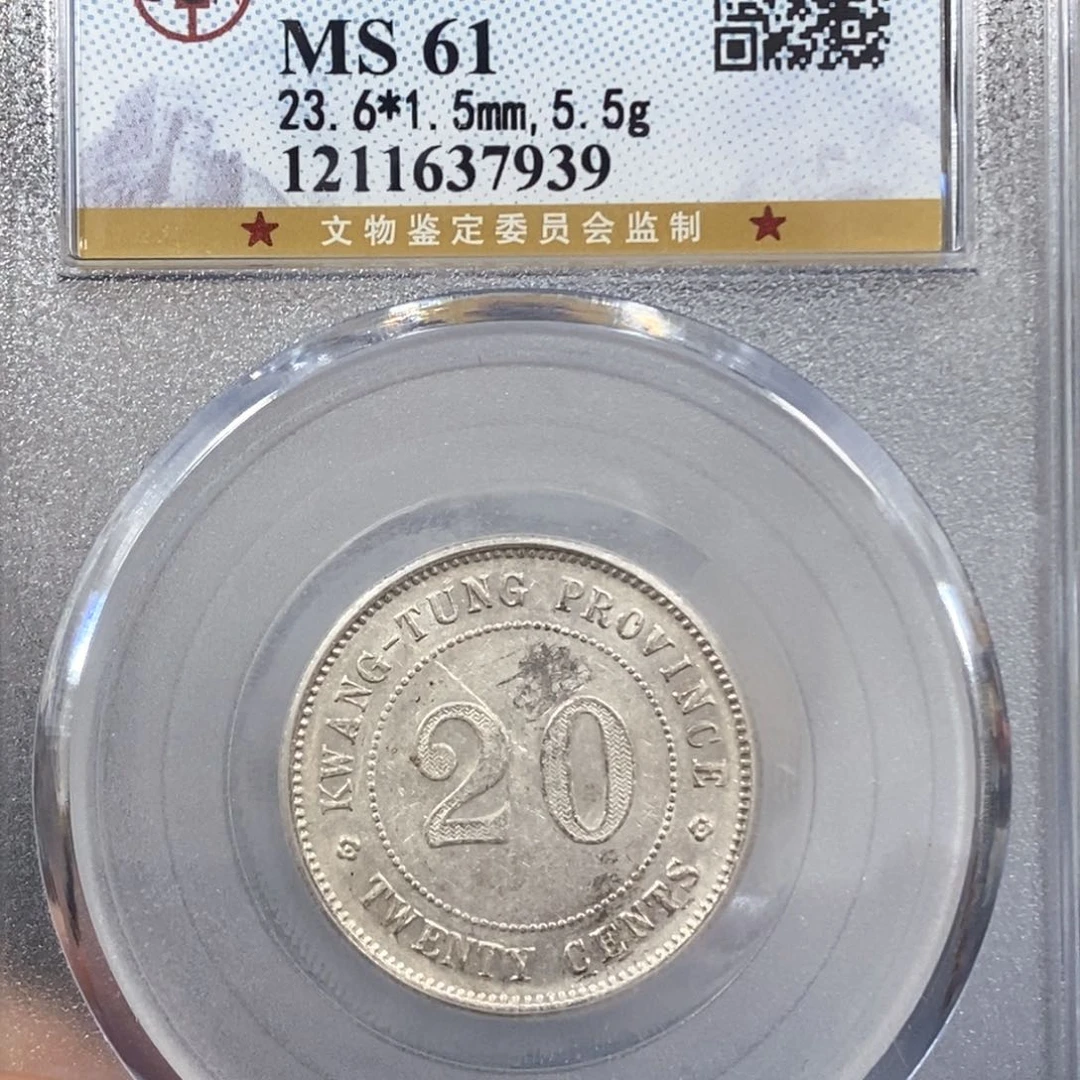 MS 61
23.6*1.5mm,5.5g
1211637939
文物鉴定委员会监制
KWANG-TUNG PROVINCE
20
TWENTY CENTS